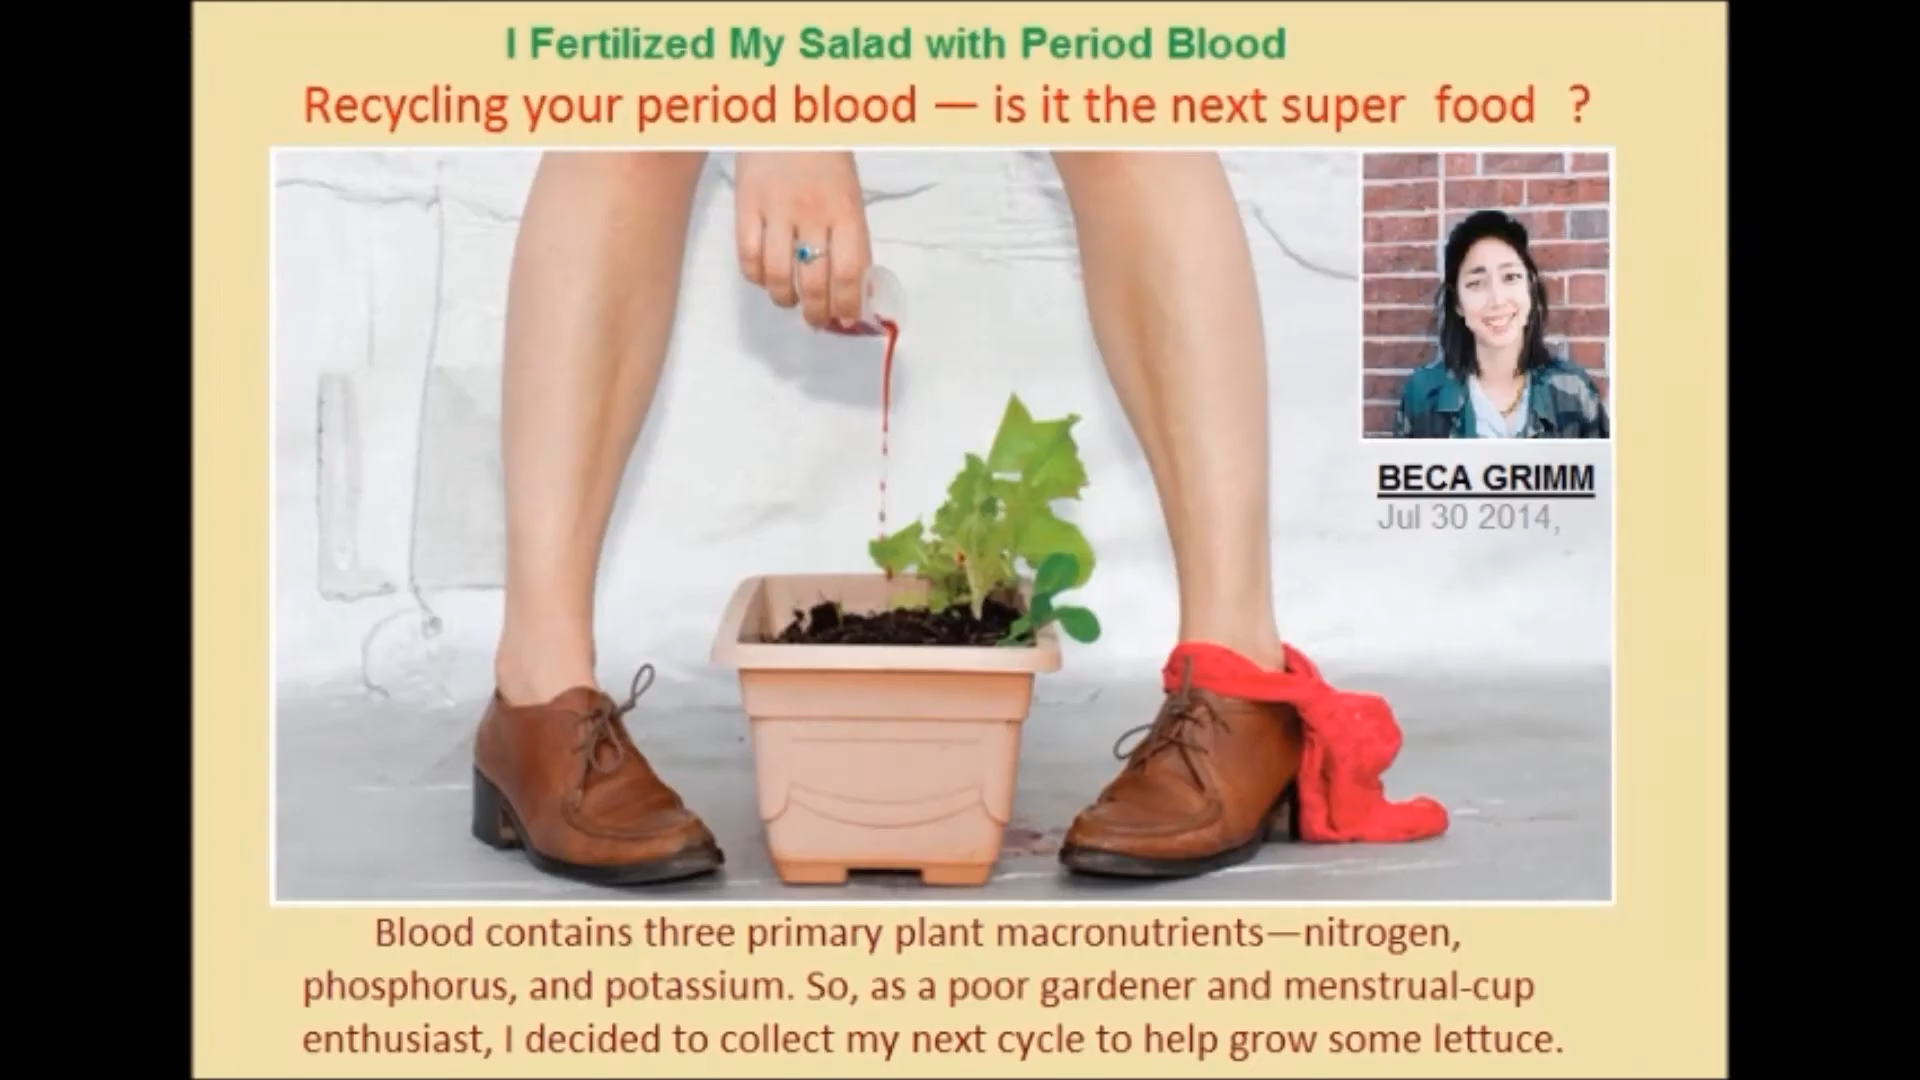 I Fertilized My Salad with Period Blood
Recycling your period blood — is it the next super food ?
BECA GRIMM
Jul 30 2014,
Blood contains three primary plant macronutrients—nitrogen,
phosphorus, and potassium. So, as a poor gardener and menstrual-cup
enthusiast, I decided to collect my next cycle to help grow some lettuce.